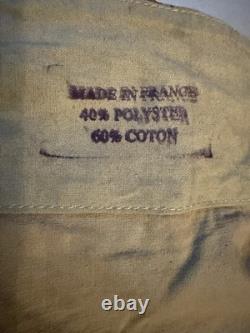 MADE IN FRANCE
40% POLYSTER
60% COTON